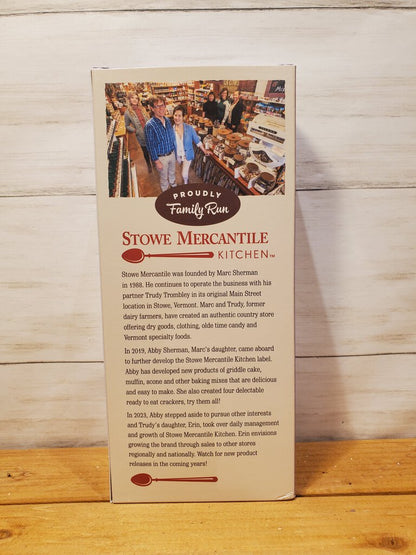 PROUDLY
Family Run
STOWE MERCANTILE
KITCHEN™
Stowe Mercantile was founded by Marc Sherman
in 1988. He continues to operate the business with his
partner Trudy Trombley in its original Main Street
location in Stowe, Vermont. Marc and Trudy, former
dairy farmers, have created an authentic country store
offering dry goods, clothing, olde time candy and
Vermont specialty foods.
In 2019, Abby Sherman, Marc's daughter, came aboard
to further develop the Stowe Mercantile Kitchen label.
Abby has developed new products of griddle cake,
muffin, scone and other baking mixes that are delicious
and easy to make. She also created four delectable
ready to eat crackers, try them all!
In 2023, Abby stepped aside to pursue other interests
and Trudy's daughter, Erin, took over daily management
and growth of Stowe Mercantile Kitchen. Erin envisions
growing the brand through sales to other stores
regionally and nationally. Watch for new product
releases in the coming years!